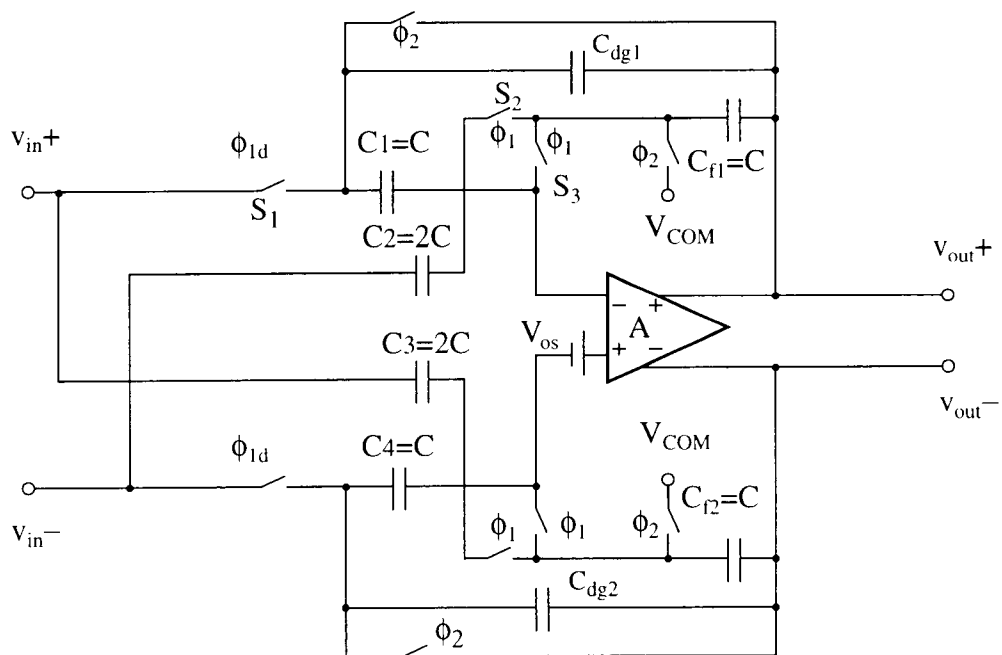 ϕ2
Cdg1
S2
vin+
ϕ1d
C1=C
ϕ1
ϕ1
ϕ2
Cf1=C
S1
S3
VCOM
C2=2C
vout+
− +
Vos
A
C3=2C
+ −
vout−
VCOM
ϕ1d
C4=C
Cf2=C
vin−
ϕ1
ϕ1
ϕ2
Cdg2
ϕ2